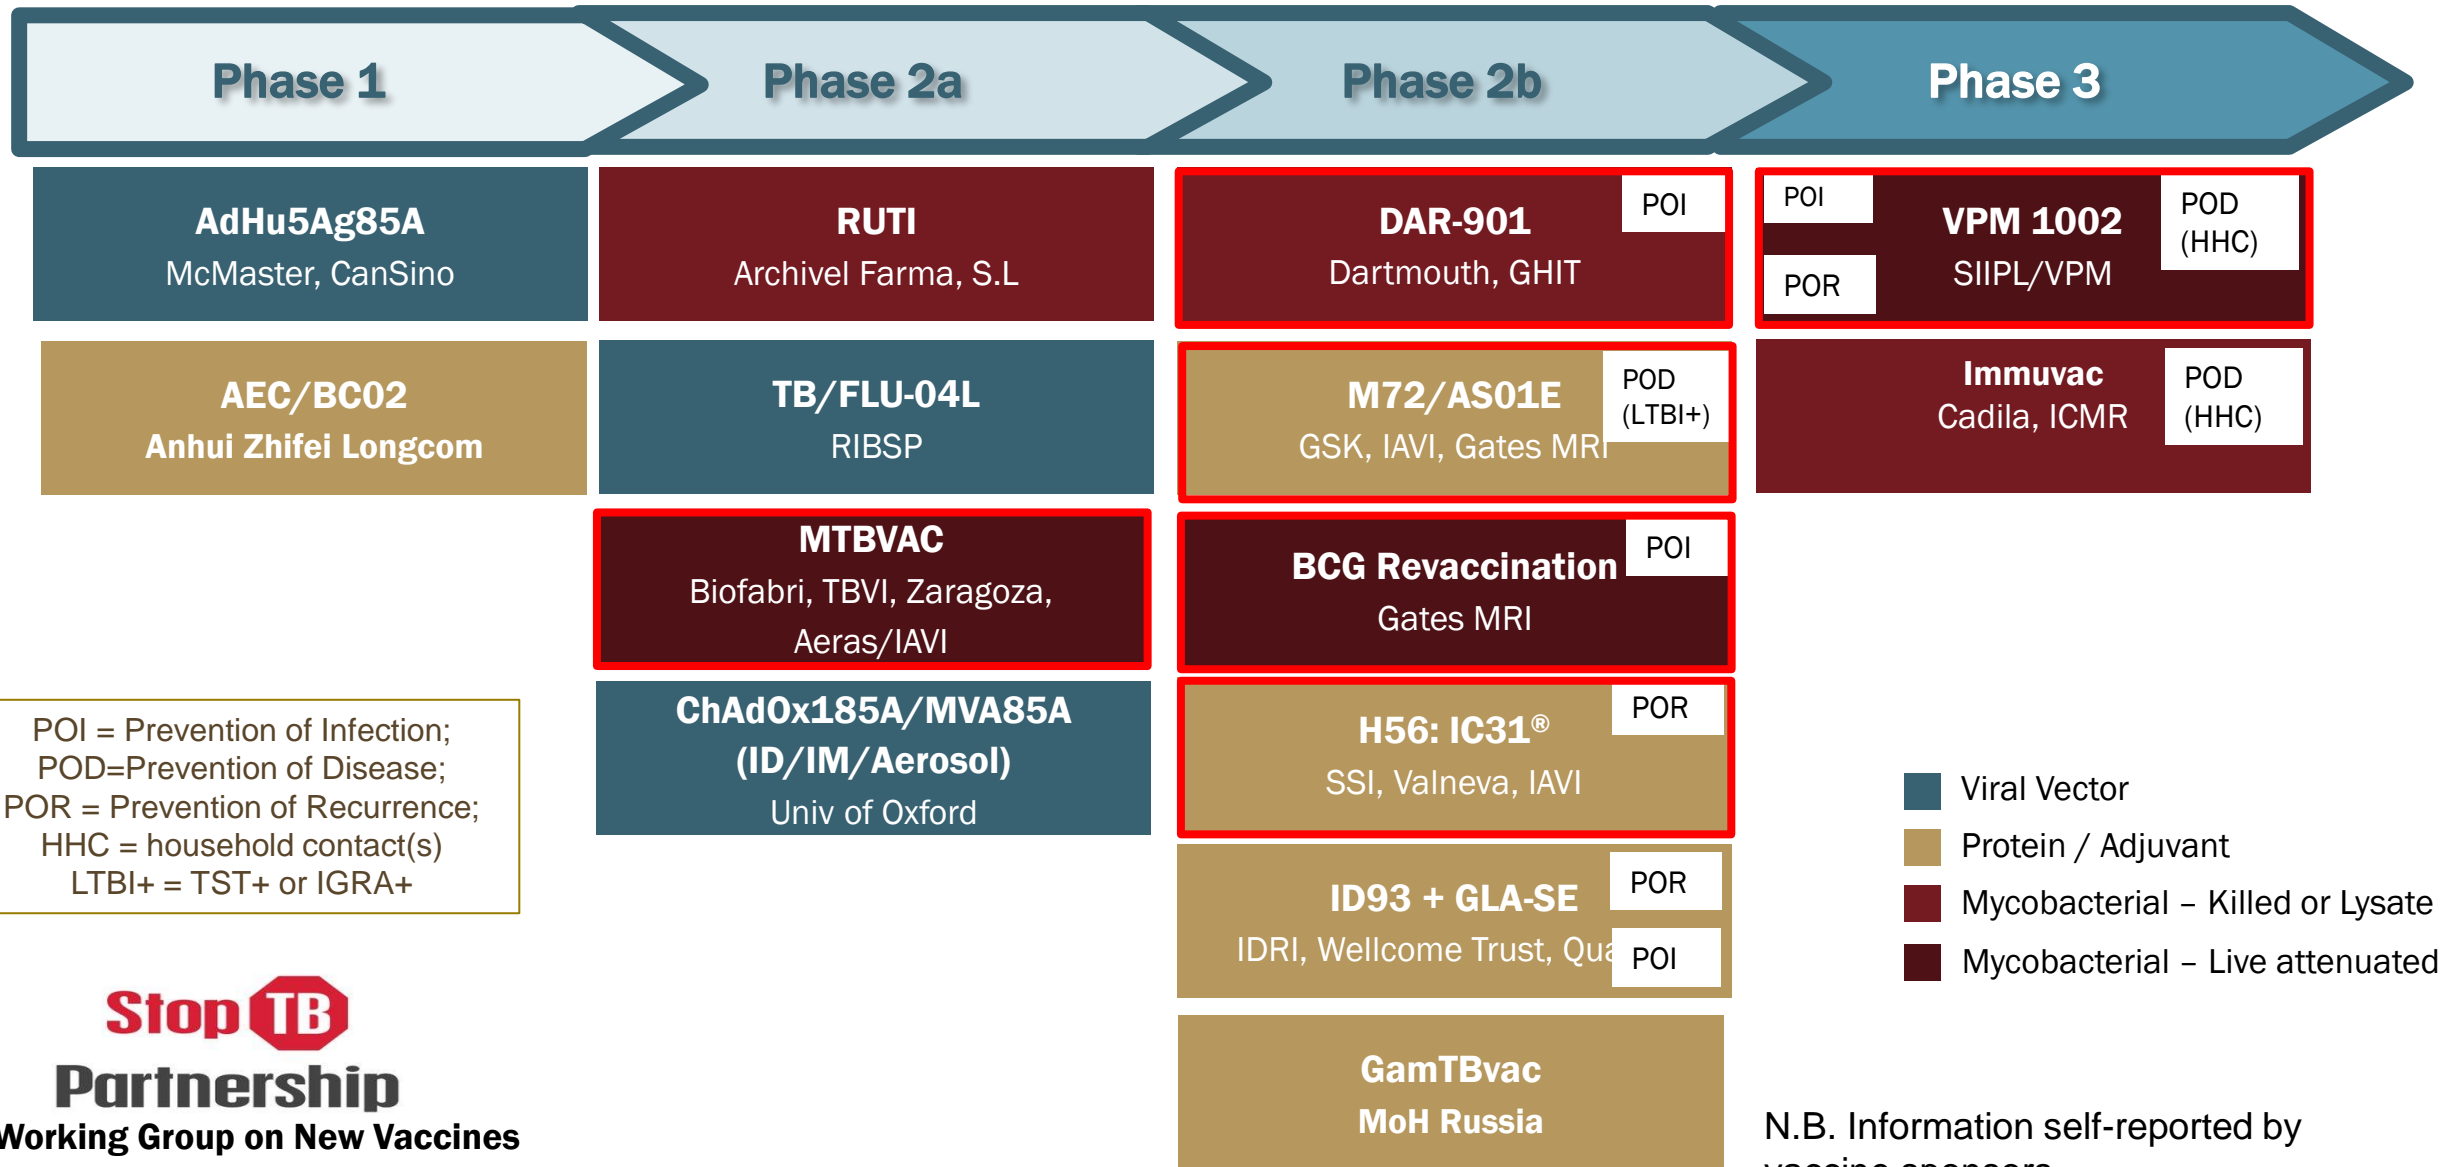 Phase 1
Phase 2a
Phase 2b
Phase 3
AdHu5Ag85A
McMaster, CanSino
AEC/BC02
Anhui Zhifei Longcom
RUTI
Archivel Farma, S.L
TB/FLU-04L
RIBSP
MTBVAC
Biofabri, TBVI, Zaragoza,
Aeras/IAVI
ChAdOx185A/MVA85A
(ID/IM/Aerosol)
Univ of Oxford
DAR-901
Dartmouth, GHIT
POI
M72/AS01E
GSK, IAVI, Gates MRI
POD
(LTBI+)
BCG Revaccination
Gates MRI
POI
H56: IC31®
SSI, Valneva, IAVI
POR
ID93 + GLA-SE
IDRI, Wellcome Trust,
POR
POI
GamTBvac
MoH Russia
POI
POR
VPM 1002
SIIPL/VPM
POD
(HHC)
Immuvac
Cadila, ICMR
POD
(HHC)
POI = Prevention of Infection;
POD=Prevention of Disease;
POR = Prevention of Recurrence;
HHC = household contact(s)
LTBI+ = TST+ or IGRA+
Stop TB
Partnership
Working Group on New Vaccines
Viral Vector
Protein / Adjuvant
Mycobacterial – Killed or Lysate
Mycobacterial – Live attenuated
N.B. Information self-reported by
vaccine sponsors